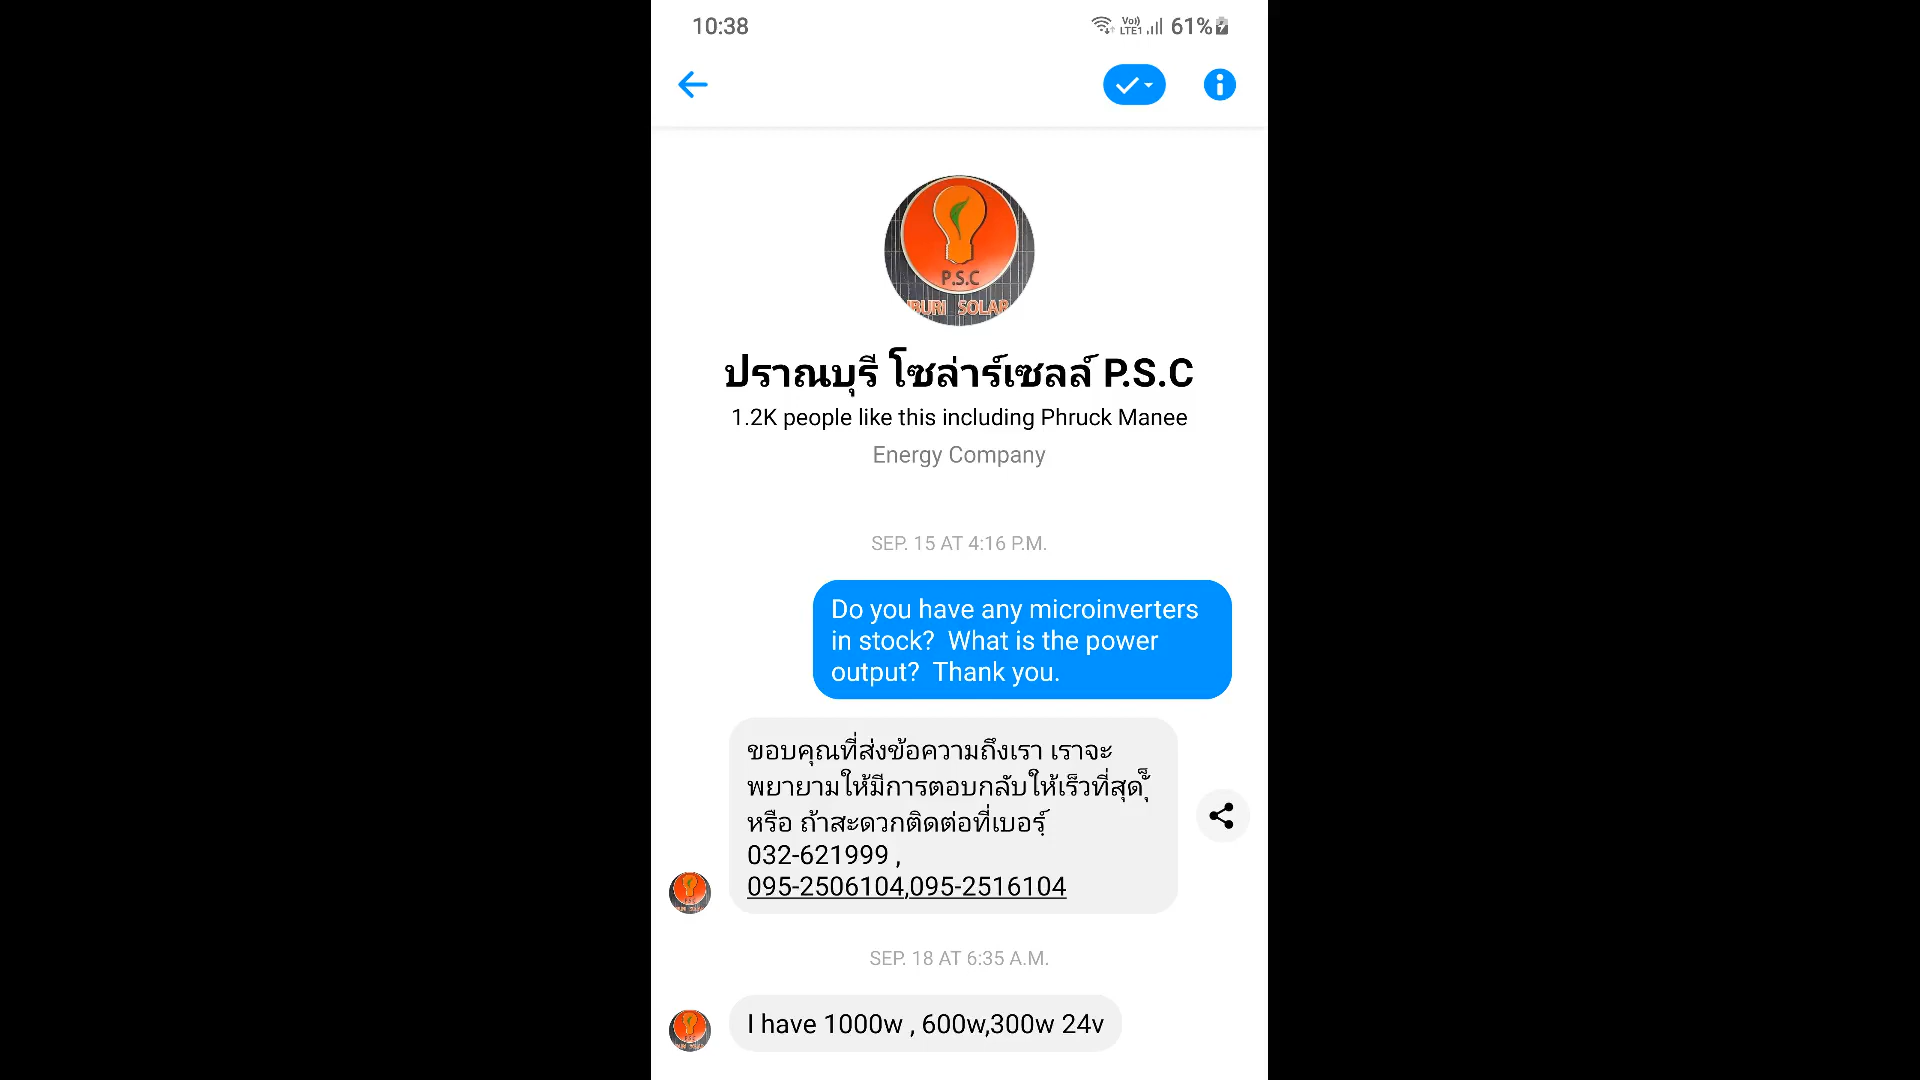 10:38
Vo)) LTE1 61%
P.S.C
BURI SOLAR
ปราณบุรี โซล่าร์เซลล์ P.S.C
1.2K people like this including Phruck Manee
Energy Company
SEP. 15 AT 4:16 P.M.
Do you have any microinverters
in stock?  What is the power
output?  Thank you.
ขอบคุณที่ส่งข้อความถึงเรา เราจะ
พยายามให้มีการตอบกลับให้เร็วที่สุด
หรือ ถ้าสะดวกติดต่อที่เบอร์
032-621999 ,
095-2506104,095-2516104
SEP. 18 AT 6:35 A.M.
I have 1000w , 600w,300w 24v